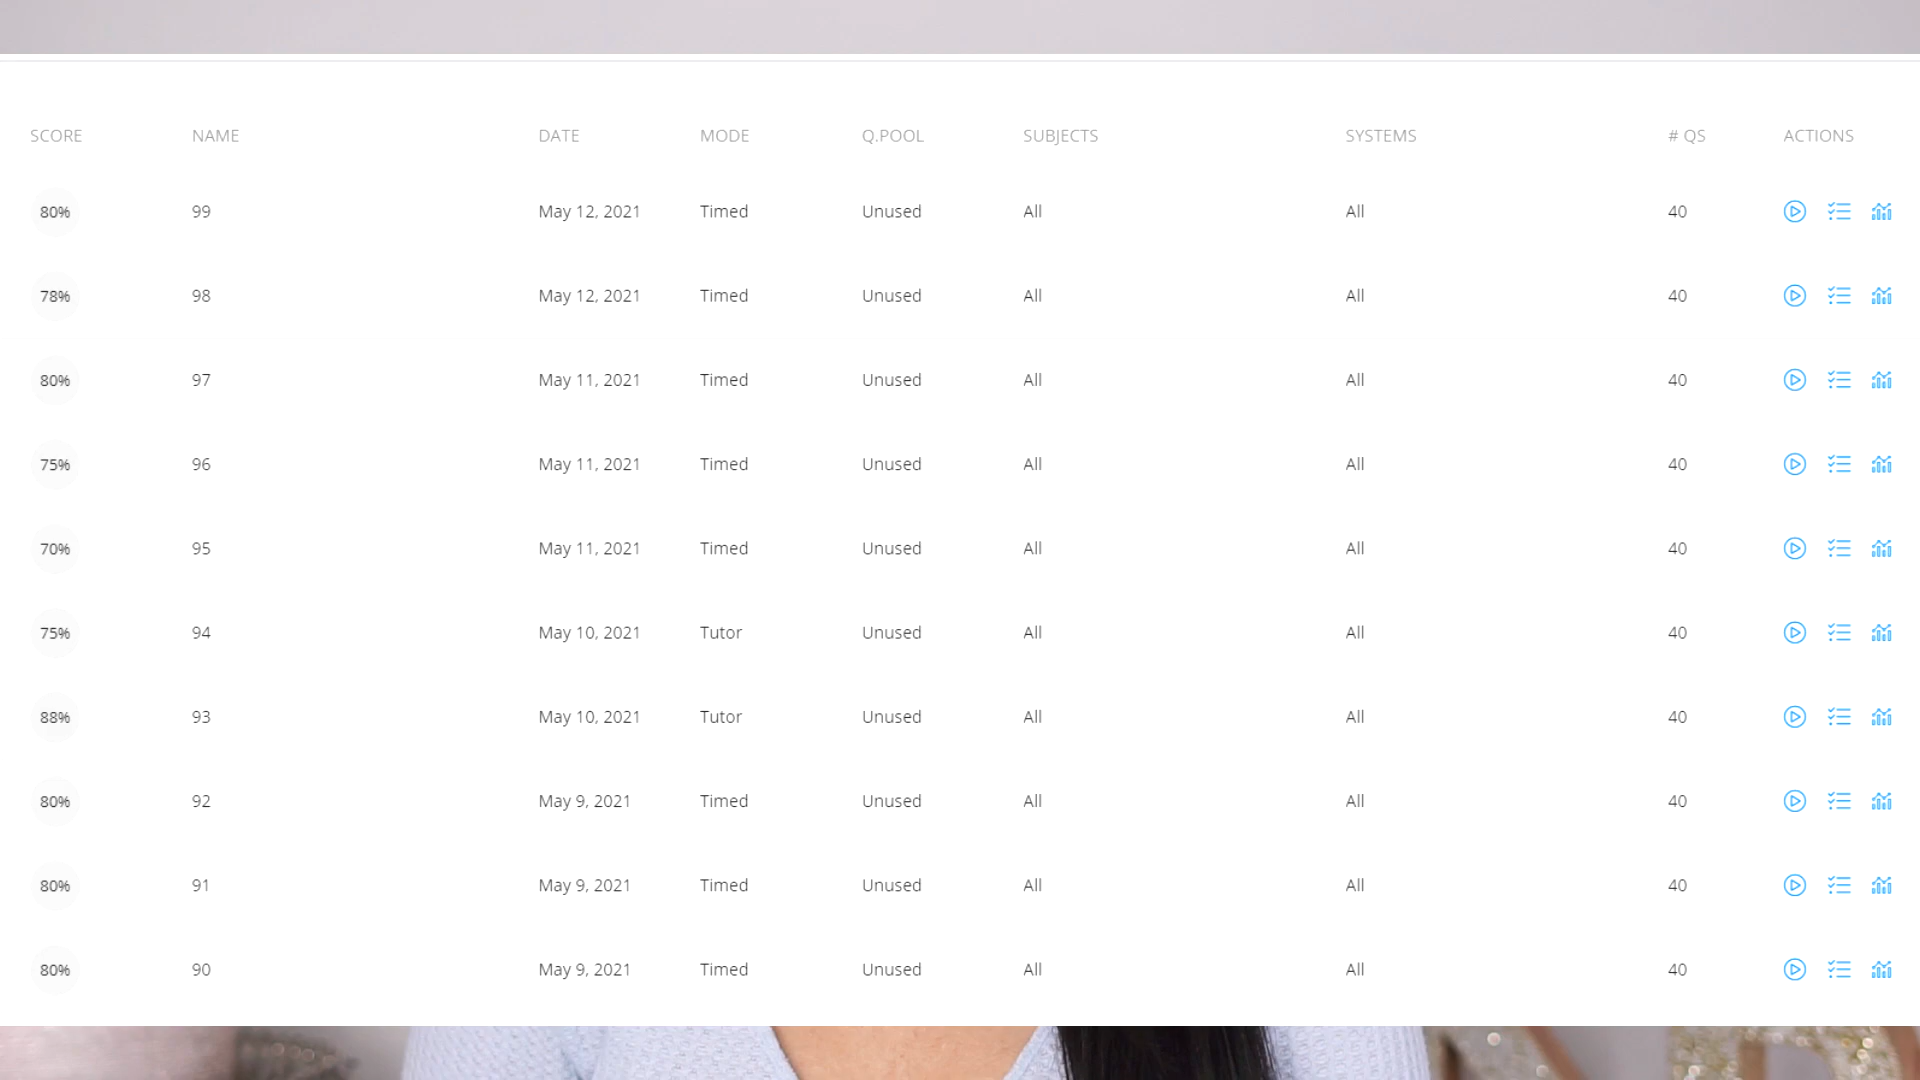 SCORE NAME DATE MODE Q.POOL SUBJECTS SYSTEMS # QS ACTIONS
80% 99 May 12, 2021 Timed Unused All All 40
78% 98 May 12, 2021 Timed Unused All All 40
80% 97 May 11, 2021 Timed Unused All All 40
75% 96 May 11, 2021 Timed Unused All All 40
70% 95 May 11, 2021 Timed Unused All All 40
75% 94 May 10, 2021 Tutor Unused All All 40
88% 93 May 10, 2021 Tutor Unused All All 40
80% 92 May 9, 2021 Timed Unused All All 40
80% 91 May 9, 2021 Timed Unused All All 40
80% 90 May 9, 2021 Timed Unused All All 40